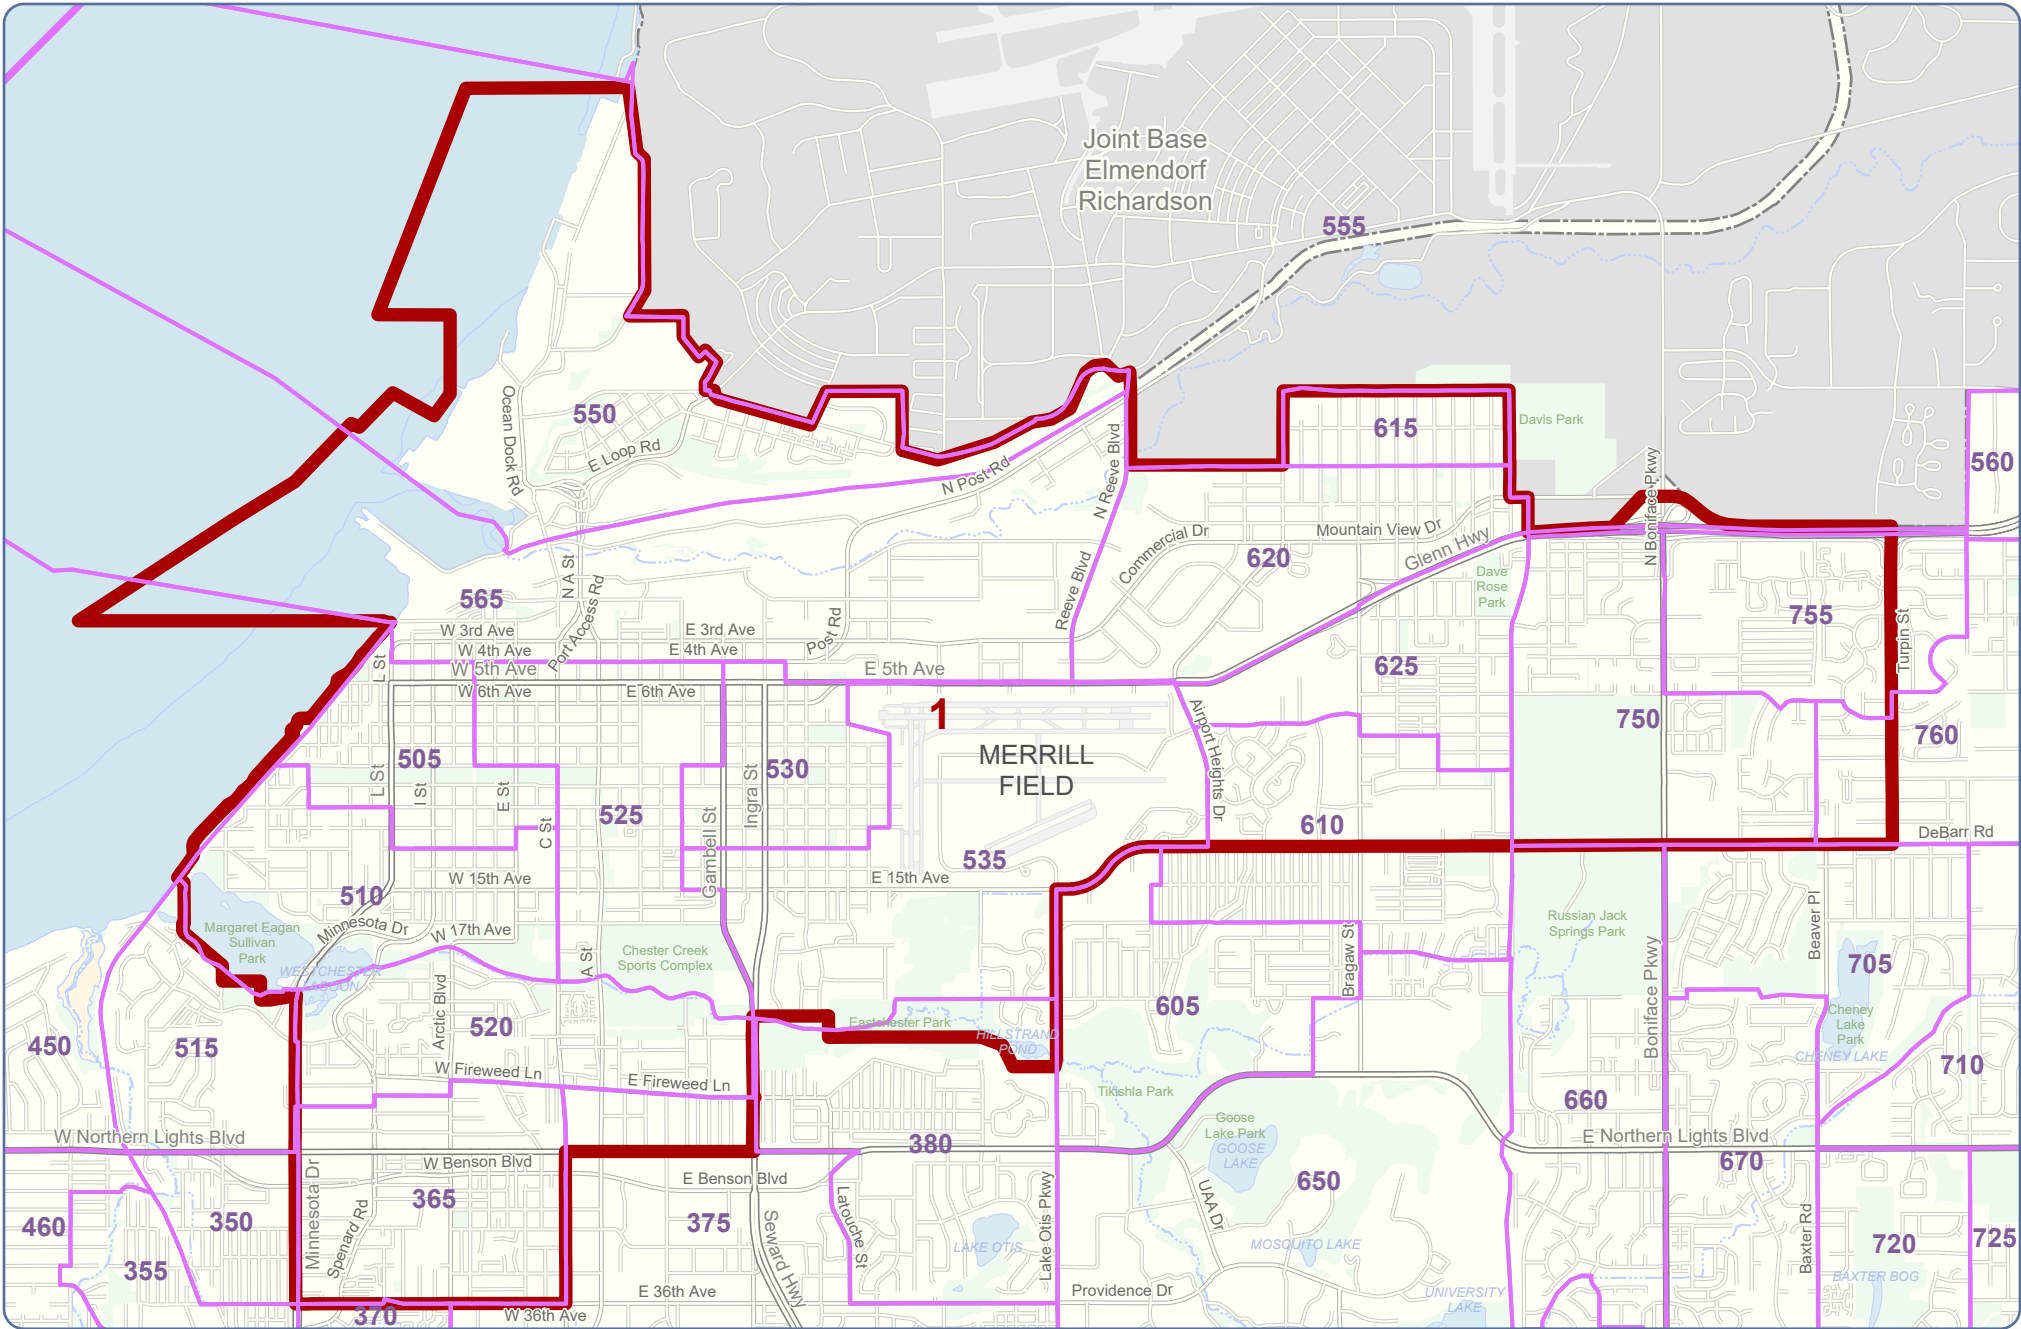 Joint Base
Elmendorf
Richardson
555
Davis Park
550
615
560
Ocean Dock Rd
E Loop Rd
N Post Rd
N Reeve Blvd
N Boniface Pkwy
Commercial Dr
Mountain View Dr
Glenn Hwy
620
N A St
Port Access Rd
Reeve Blvd
Dave
Rose
Park
565
755
W 3rd Ave
E 3rd Ave
Post Rd
W 4th Ave
E 4th Ave
Turpin St
L St
W 5th Ave
E 5th Ave
625
W 6th Ave
E 6th Ave
1
Airport Heights Dr
750
760
MERRILL
FIELD
505
530
L St
I St
E St
C St
525
Gambell St
Ingra St
610
DeBarr Rd
535
W 15th Ave
E 15th Ave
510
Minnesota Dr
W 17th Ave
Margaret Eagan
Sullivan
Park
Chester Creek
Sports Complex
Russian Jack
Springs Park
Beaver Pl
WESTCHESTER
LAGOON
A St
Bragaw St
705
Arctic Blvd
605
Boniface Pkwy
Cheney
Lake
Park
CHENEY LAKE
450
515
520
Eastchester Park
HILLSTRAND
POND
710
W Fireweed Ln
E Fireweed Ln
Tikishla Park
660
Goose
Lake Park
GOOSE
LAKE
W Northern Lights Blvd
380
E Northern Lights Blvd
W Benson Blvd
E Benson Blvd
670
Minnesota Dr
Spenard Rd
365
Latouche St
Lake Otis Pkwy
UAA Dr
650
Baxter Rd
460
350
375
Seward Hwy
LAKE OTIS
MOSQUITO LAKE
720
725
355
BAXTER BOG
E 36th Ave
Providence Dr
UNIVERSITY
LAKE
370
W 36th Ave